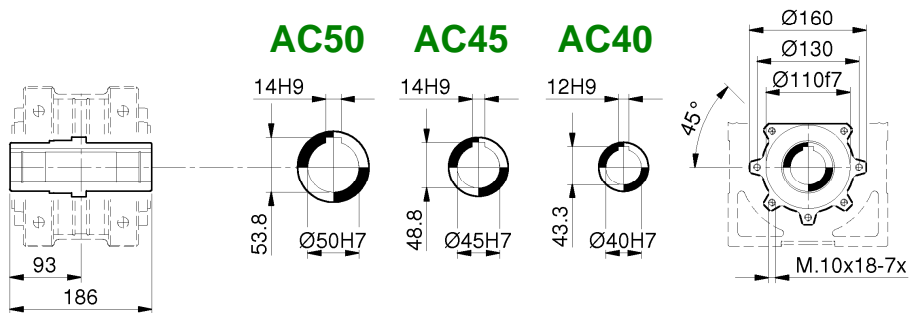 AC50 AC45 AC40
Ø160
Ø130
14H9 14H9 12H9 Ø110f7
45°
53.8 48.8 43.3
Ø50H7 Ø45H7 Ø40H7
93 M.10x18-7x
186